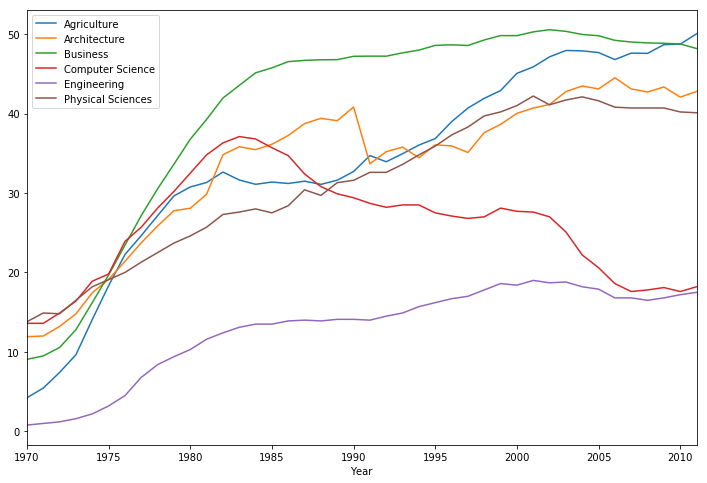 Agriculture
Architecture
Business
Computer Science
Engineering
Physical Sciences
50
40
30
20
10
0
1970 1975 1980 1985 1990 1995 2000 2005 2010
Year